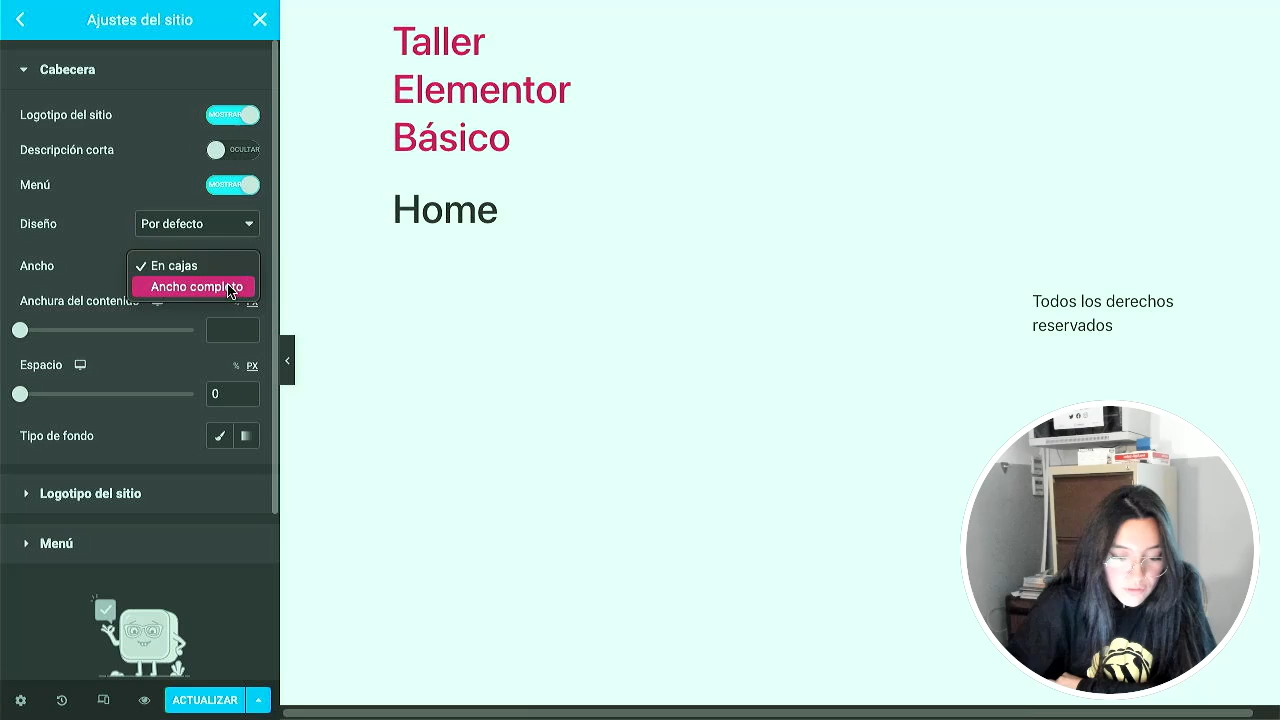 Ajustes del sitio
Cabecera
Logotipo del sitio
MOSTRAR
Descripción corta
OCULTAR
Menú
MOSTRAR
Diseño
Por defecto
Ancho
En cajas
Ancho completo
Anchura del contenido
% PX
Espacio
% PX
0
Tipo de fondo
Logotipo del sitio
Menú
ACTUALIZAR
Taller
Elementor
Básico
Home
Todos los derechos
reservados